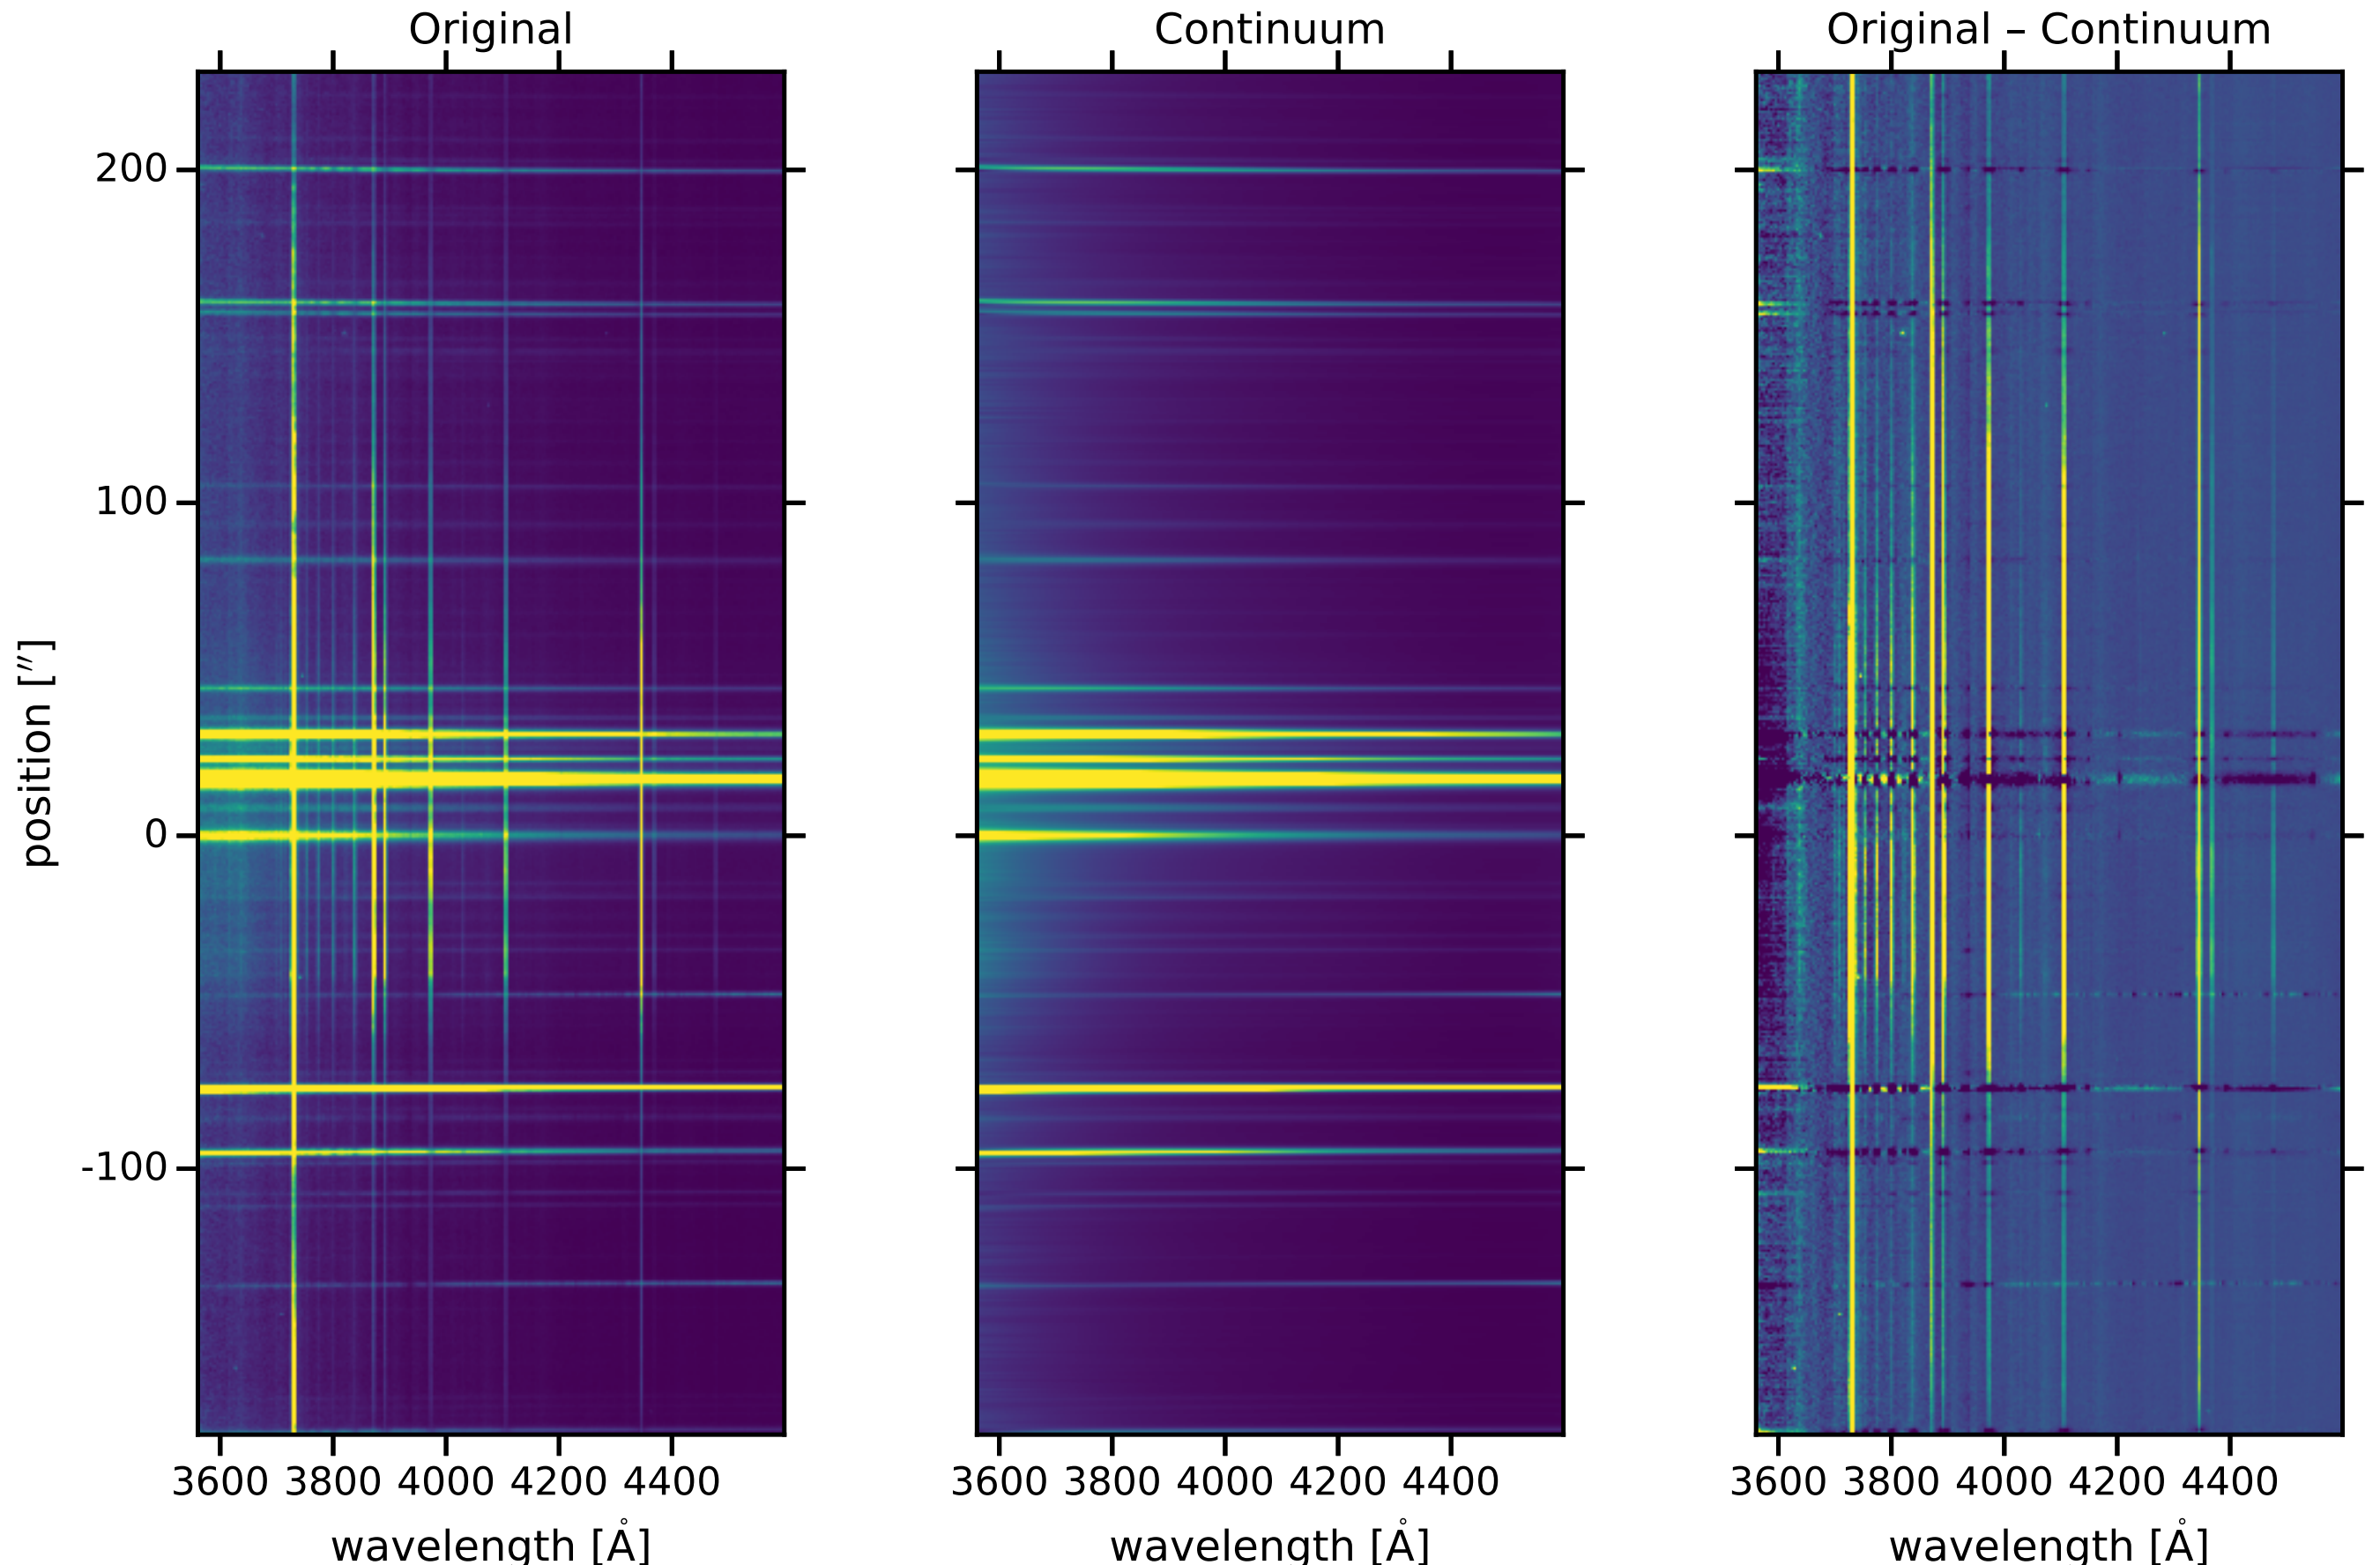 Original
Continuum
Original – Continuum
position [″]
200
100
0
-100
3600 3800 4000 4200 4400
3600 3800 4000 4200 4400
3600 3800 4000 4200 4400
wavelength [Å]
wavelength [Å]
wavelength [Å]